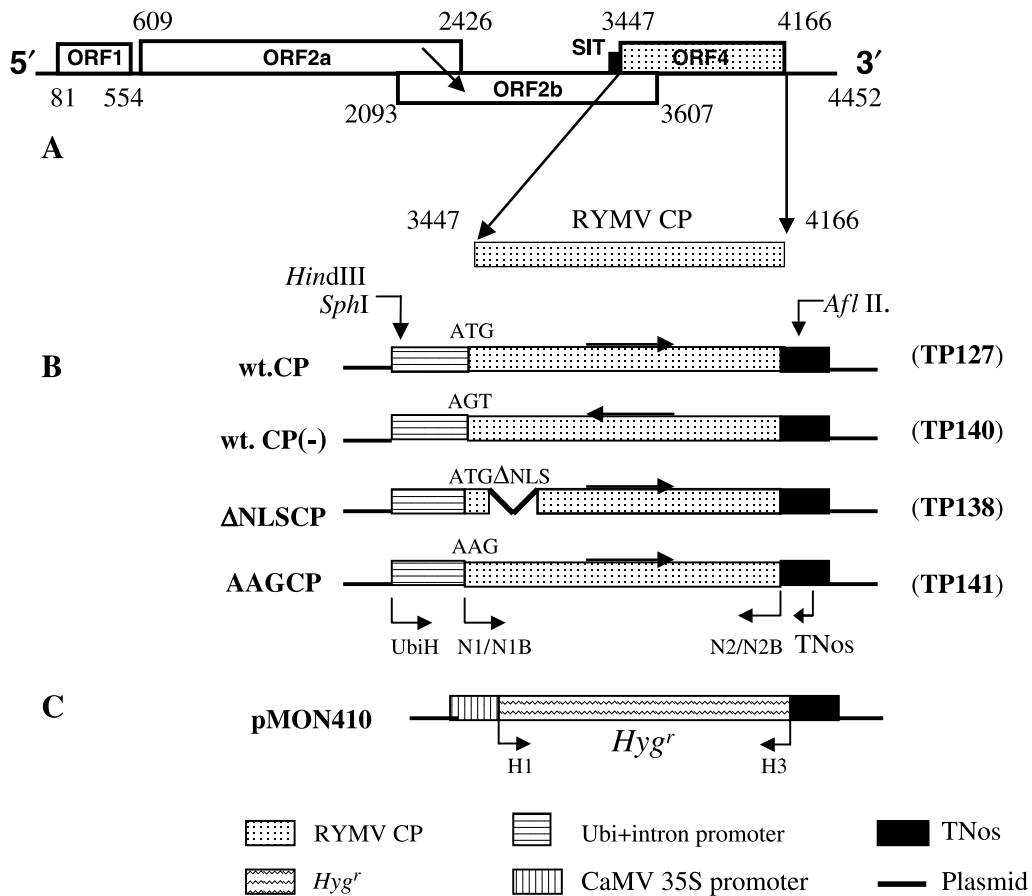 609 2426 3447 4166
SIT
5′ ORF1 ORF2a ORF4 3′
81 554 ORF2b 4452
2093 3607
A
3447 RYMV CP 4166
HindIII
SphI Afl II.
ATG
B wt.CP (TP127)
AGT
wt. CP(-) (TP140)
ATGΔNLS
ΔNLSCP (TP138)
AAG
AAGCP (TP141)
UbiH N1/N1B N2/N2B TNos
C pMON410
Hygʳ
H1 H3
RYMV CP Ubi+intron promoter TNos
Hygʳ CaMV 35S promoter Plasmid